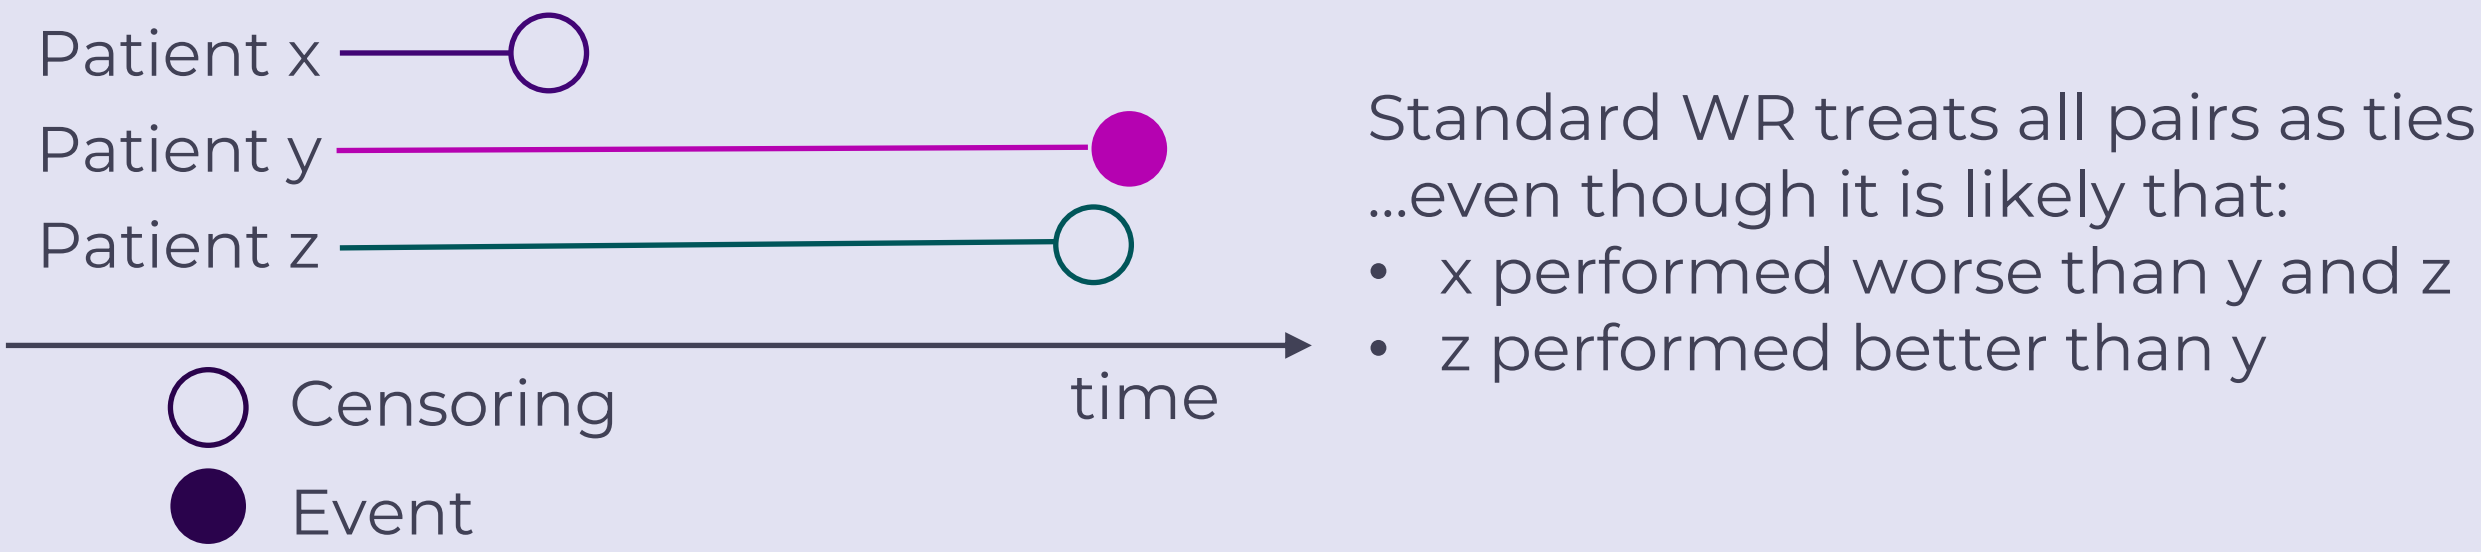 Patient x
Patient y
Patient z
time
Censoring
Event
Standard WR treats all pairs as ties
...even though it is likely that:
• x performed worse than y and z
• z performed better than y